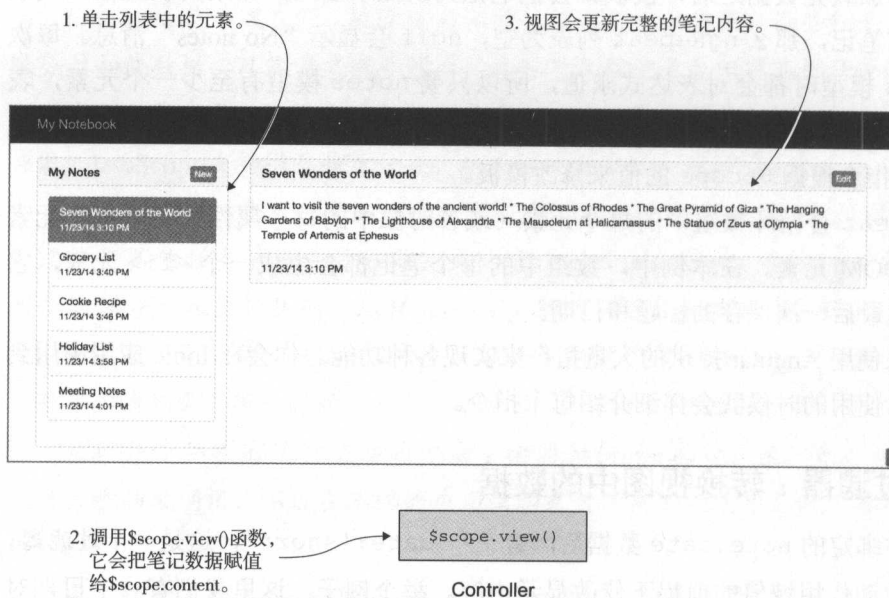 1. 单击列表中的元素。
3. 视图会更新完整的笔记内容。
My Notebook
My Notes
New
Seven Wonders of the World
11/23/14 3:10 PM
Grocery List
11/23/14 3:40 PM
Cookie Recipe
11/23/14 3:46 PM
Holiday List
11/23/14 3:58 PM
Meeting Notes
11/23/14 4:01 PM
Seven Wonders of the World
Edit
I want to visit the seven wonders of the ancient world! * The Colossus of Rhodes * The Great Pyramid of Giza * The Hanging
Gardens of Babylon * The Lighthouse of Alexandria * The Mausoleum at Halicarnassus * The Statue of Zeus at Olympia * The
Temple of Artemis at Ephesus
11/23/14 3:10 PM
2. 调用$scope.view()函数,
它会把笔记数据赋值
给$scope.content。
$scope.view()
Controller